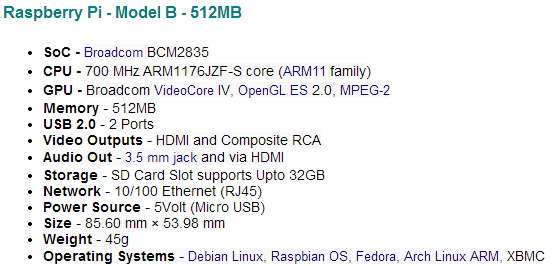 Raspberry Pi - Model B - 512MB
SoC - Broadcom BCM2835
CPU - 700 MHz ARM1176JZF-S core (ARM11 family)
GPU - Broadcom VideoCore IV, OpenGL ES 2.0, MPEG-2
Memory - 512MB
USB 2.0 - 2 Ports
Video Outputs - HDMI and Composite RCA
Audio Out - 3.5 mm jack and via HDMI
Storage - SD Card Slot supports Upto 32GB
Network - 10/100 Ethernet (RJ45)
Power Source - 5Volt (Micro USB)
Size - 85.60 mm × 53.98 mm
Weight - 45g
Operating Systems - Debian Linux, Raspbian OS, Fedora, Arch Linux ARM, XBMC